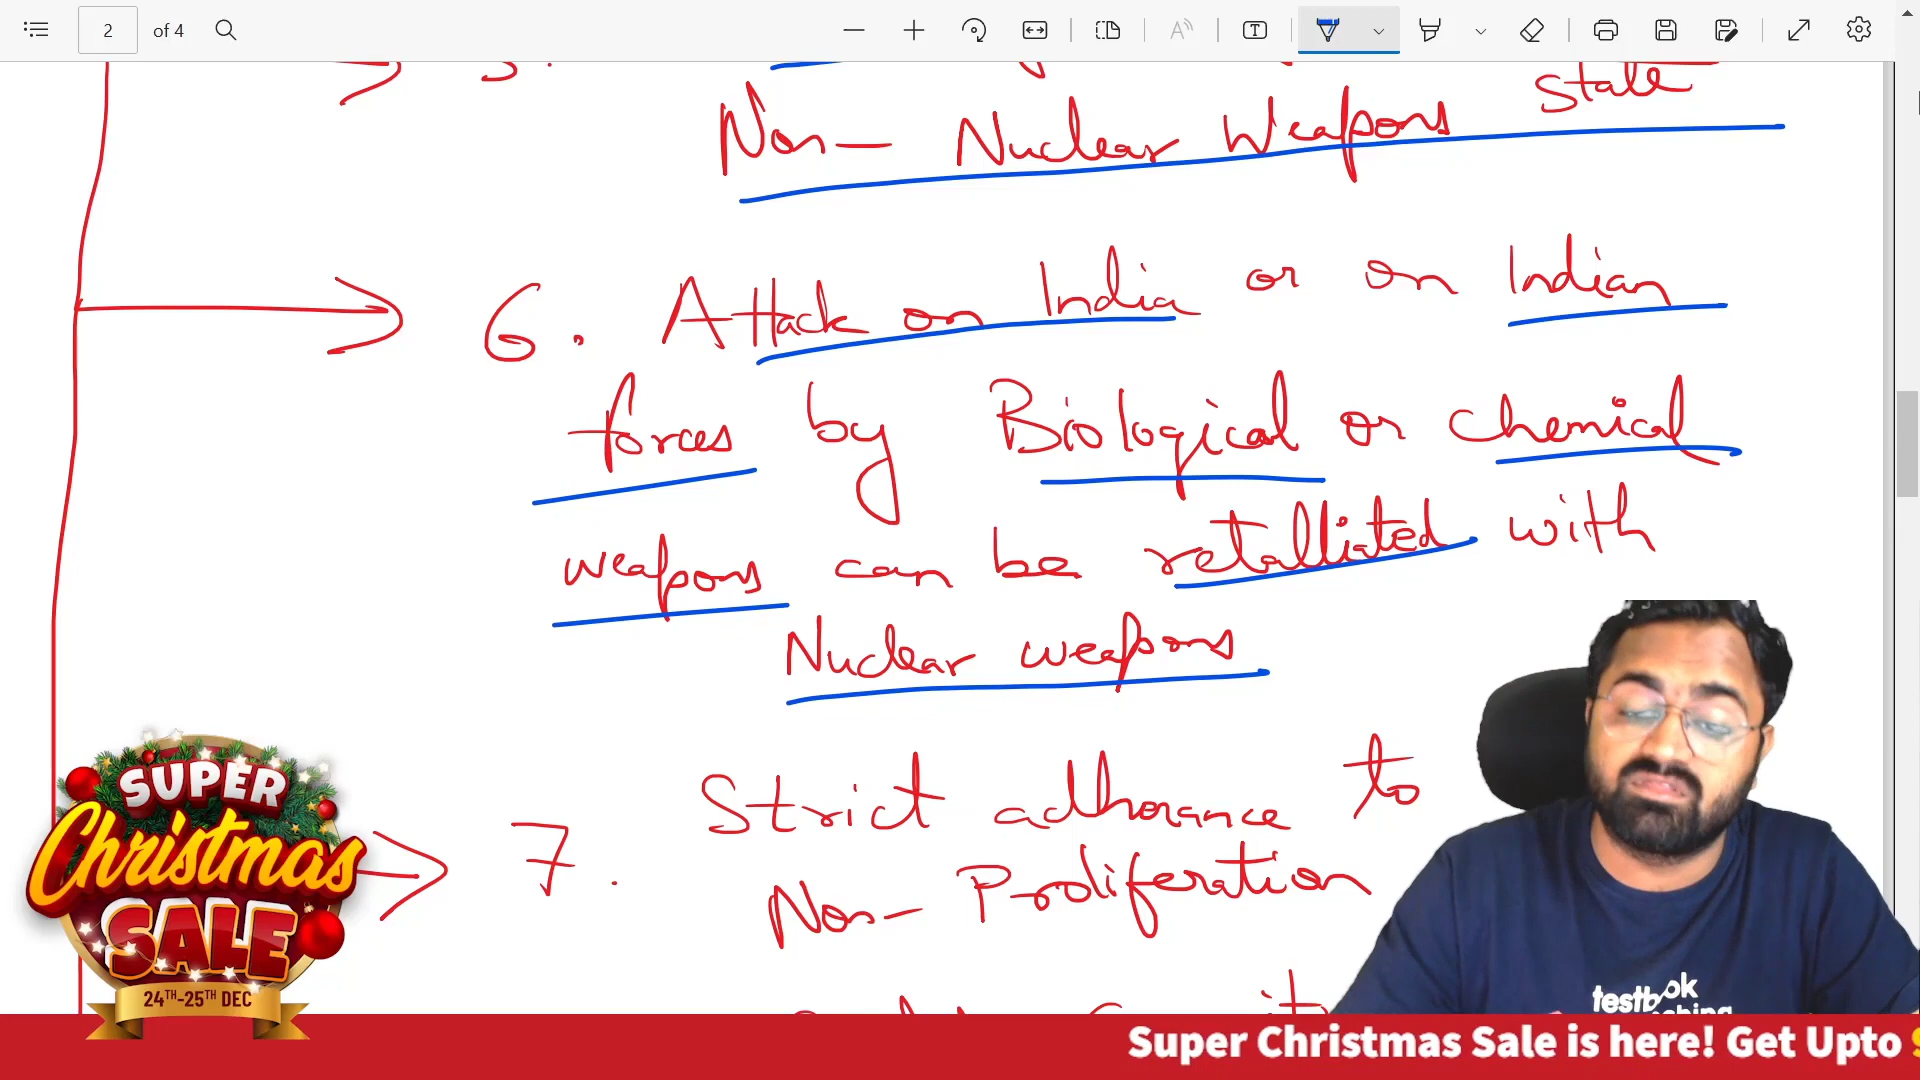 2 of 4
5.
State
Non- Nuclear Weapons
6. Attack on India or on Indian
forces by Biological or chemical
weapons can be retalliated with
Nuclear weapons
7. Strict adherance to
Non- Proliferation
SUPER
Christmas
SALE
24TH-25TH DEC
testbook
Super Christmas Sale is here! Get Upto